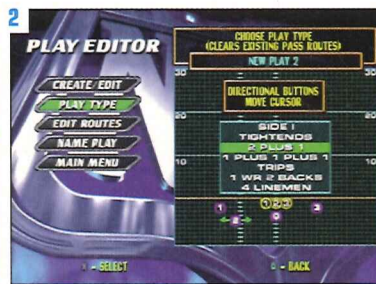 2
PLAY EDITOR
CREATE/EDIT
PLAY TYPE
EDIT ROUTES
NAME PLAY
MAIN MENU
CHOOSE PLAY TYPE
(CLEARS EXISTING PASS ROUTES)
NEW PLAY 2
30 30
DIRECTIONAL BUTTONS
MOVE CURSOR
20 20
SIDE I
TIGHTENDS
2 PLUS 1
1 PLUS 1 PLUS 1
10 10
TRIPS
1 WR 2 BACKS
4 LINEMEN
- SELECT
- BACK